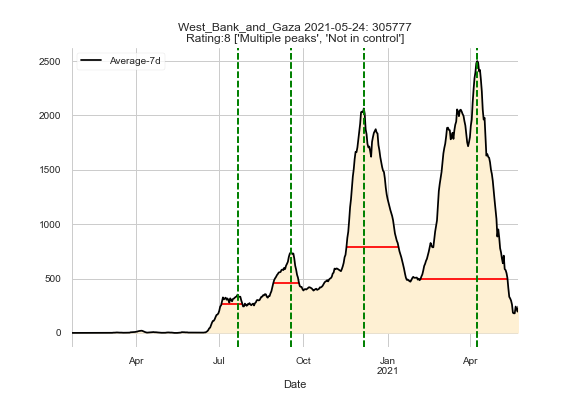 West_Bank_and_Gaza 2021-05-24: 305777
Rating:8 ['Multiple peaks', 'Not in control']
Average-7d
2500
2000
1500
1000
500
0
Apr Jul Oct Jan Apr
2021
Date